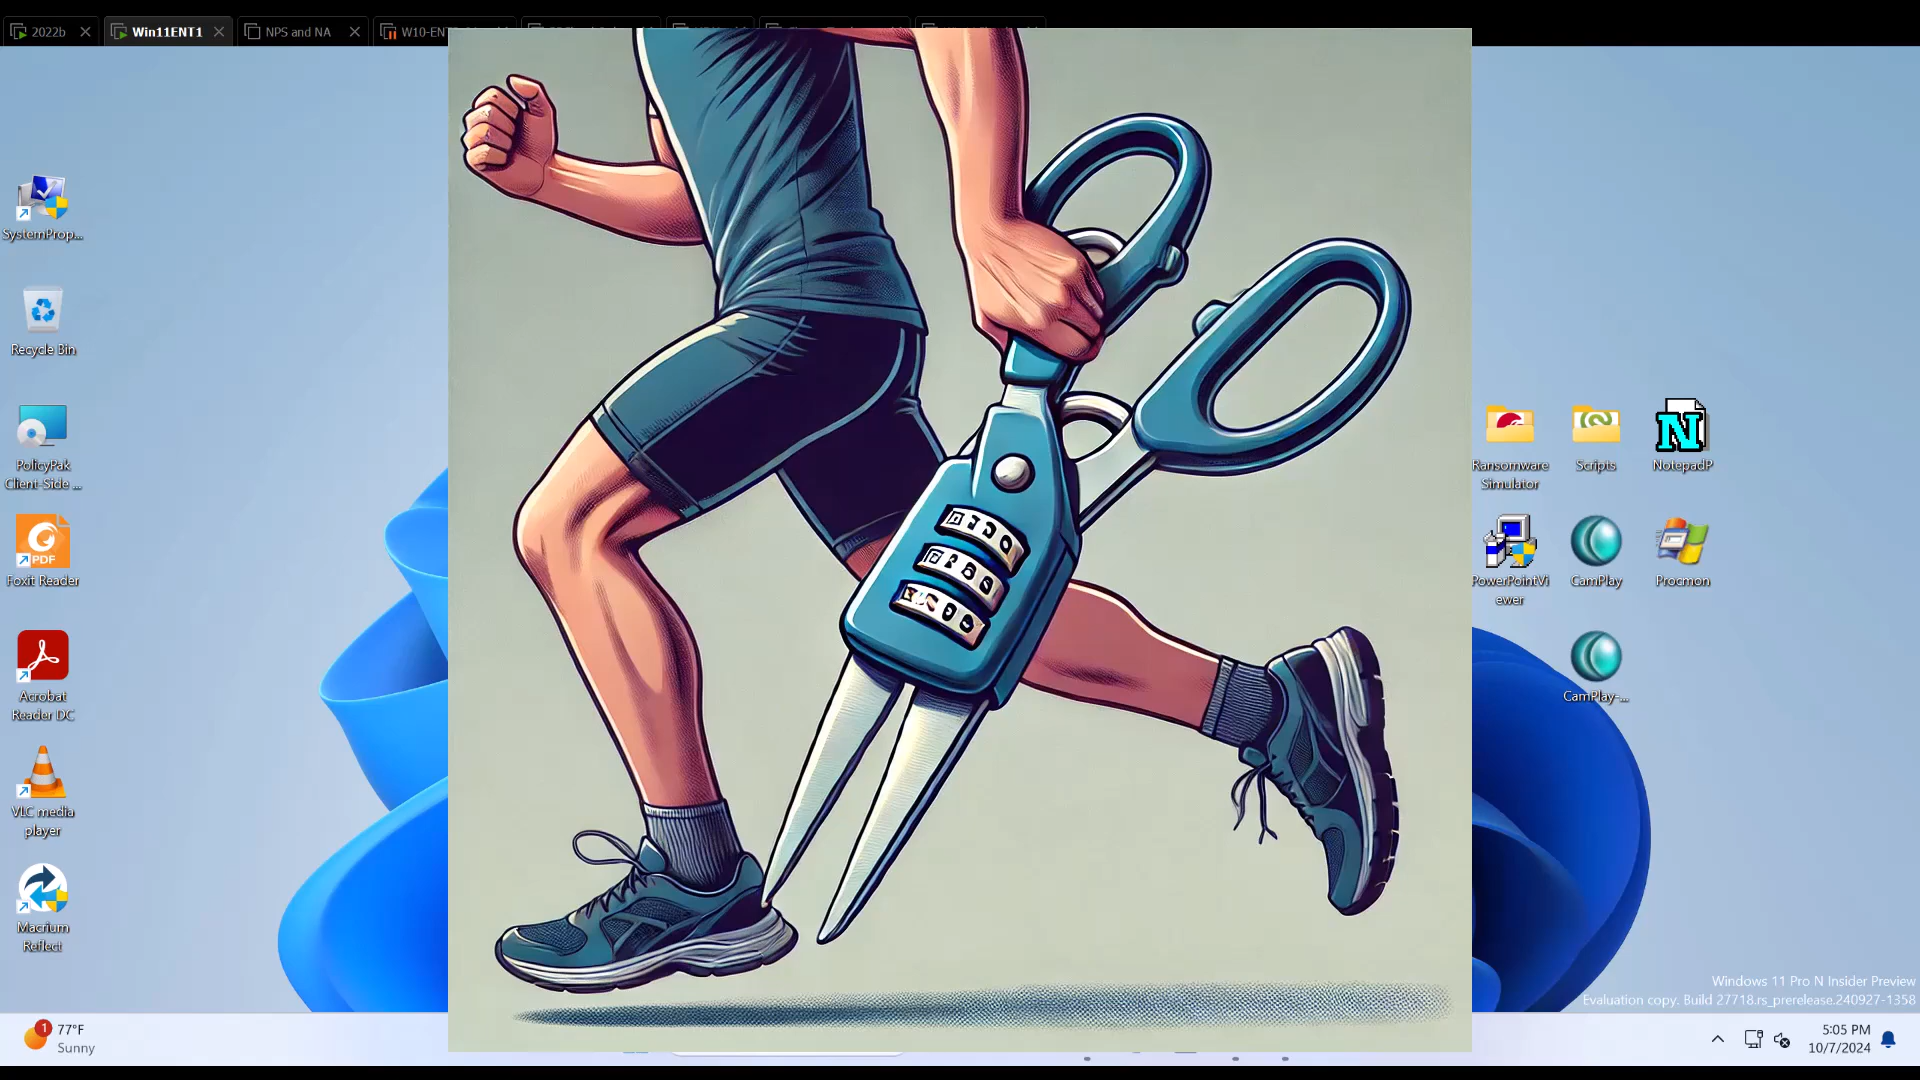 2022b
Win11ENT1
NPS and NA
SystemProp...
Recycle Bin
PolicyPak
Client-Side ...
PDF
Foxit Reader
Acrobat
Reader DC
VLC media
player
Macrium
Reflect
Ransomware
Simulator
Scripts
N
NotepadP
PowerPointVi
ewer
CamPlay
Procmon
CamPlay-...
Windows 11 Pro N Insider Preview
Evaluation copy. Build 27718.rs_prerelease.240927-1358
1
77°F
Sunny
5:05 PM
10/7/2024